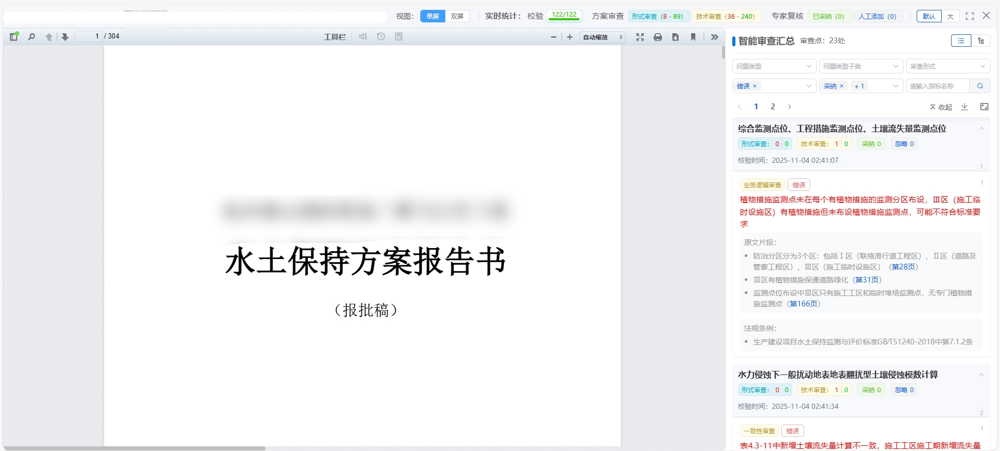 视图： 单屏 双屏 实时统计： 校验 122/122 方案审查 形式审查（8 - 89） 技术审查（36 - 240） 专家复核 已采纳（0） 人工添加（0） 默认 大
1 / 304 工具栏 自动缩放
水土保持方案报告书
（报批稿）
智能审查汇总 审查点：23处
问题类型 问题类型子类 审查形式
错误 × 采纳 × + 1 请输入指标名称
1 2 收起
综合监测点位、工程措施监测点位、土壤流失量监测点位
形式审查： 0 0 技术审查： 1 0 采纳 0 忽略 0
校验时间：2025-11-04 02:41:07
1
业务逻辑审查 错误 1
植物措施监测点未在每个有植物措施的监测分区布设，Ⅲ区（施工临
时设施区）有植物措施但未布设植物措施监测点，可能不符合标准要
求
原文片段：
• 防治分区分为3个区：包括Ⅰ区（联络滑行道工程区）、Ⅱ区（道路及
管廊工程区）、Ⅲ区（施工临时设施区）（第28页）
• Ⅲ区有植物措施保通道路绿化（第31页）
• 监测点位布设中Ⅲ区只有施工工区和临时堆场监测点，无专门植物措
施监测点（第166页）
法规条例：
• 生产建设项目水土保持监测与评价标准GB/T51240-2018中第7.1.2条
水力侵蚀下一般扰动地表地表翻扰型土壤侵蚀模数计算
形式审查： 0 0 技术审查： 1 0 采纳 0 忽略 0
校验时间：2025-11-04 02:41:34
2
一致性审查 错误 1
表4.3-11中新增土壤流失量计算不一致，施工工区施工期新增流失量